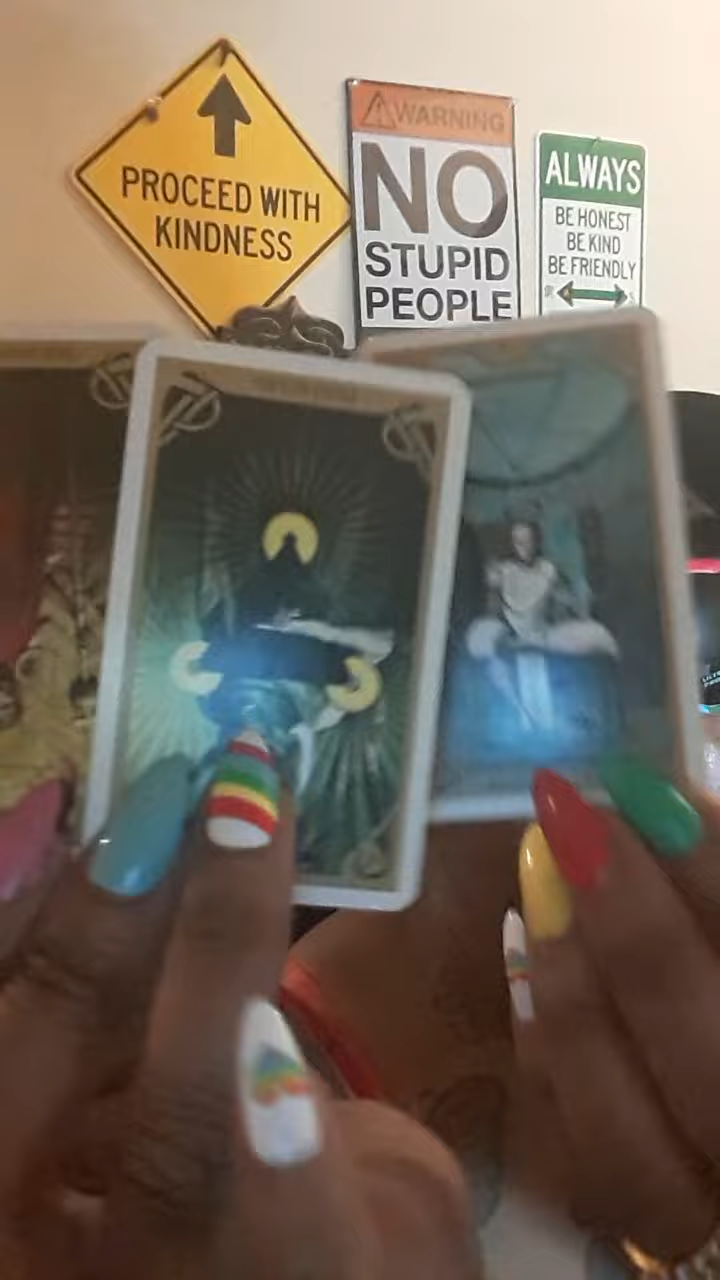 PROCEED WITH
KINDNESS
WARNING
NO
STUPID
PEOPLE
ALWAYS
BE HONEST
BE KIND
BE FRIENDLY